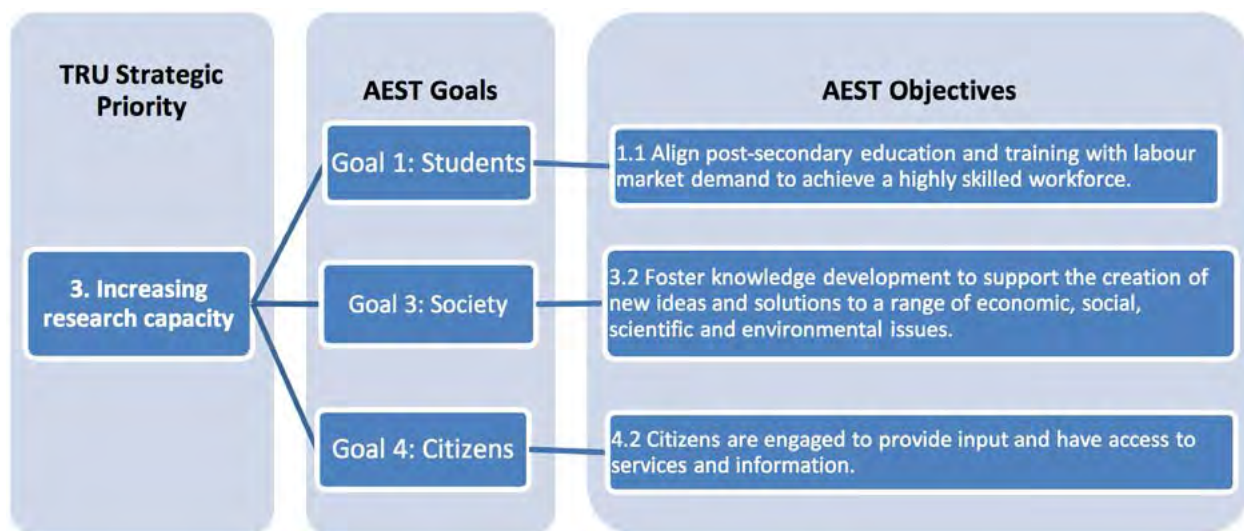 TRU Strategic
Priority
AEST Goals
AEST Objectives
Goal 1: Students
1.1 Align post-secondary education and training with labour
market demand to achieve a highly skilled workforce.
3. Increasing
research capacity
Goal 3: Society
3.2 Foster knowledge development to support the creation of
new ideas and solutions to a range of economic, social,
scientific and environmental issues.
Goal 4: Citizens
4.2 Citizens are engaged to provide input and have access to
services and information.